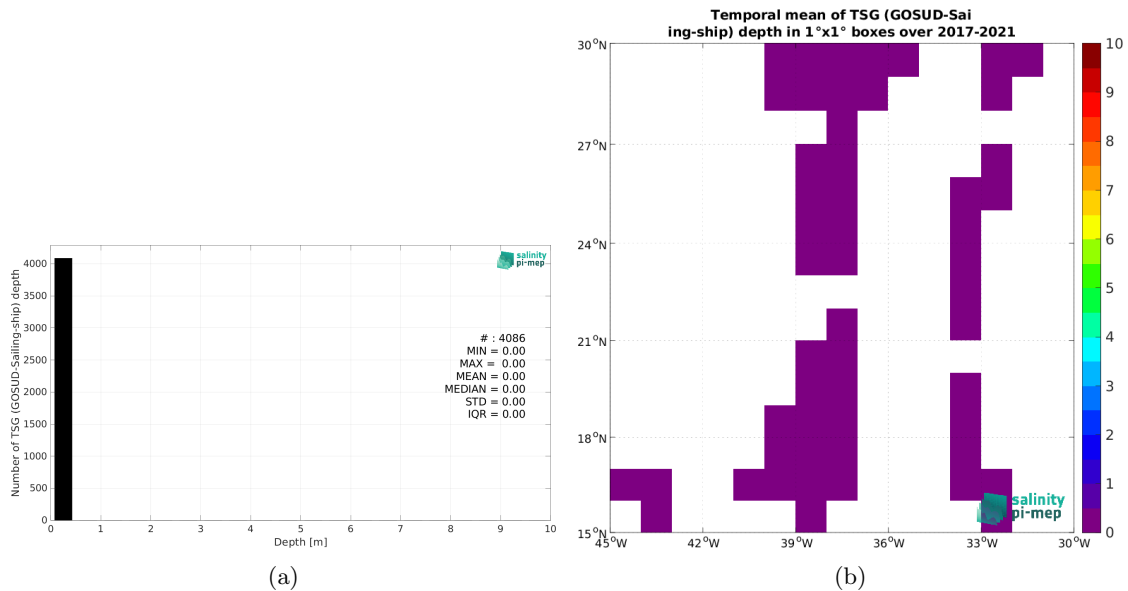 Number of TSG (GOSUD-Sailing-ship) depth
4000
3500
3000
2500
2000
1500
1000
500
0
salinity
pi-mep
# : 4086
MIN = 0.00
MAX =  0.00
MEAN = 0.00
MEDIAN = 0.00
STD = 0.00
IQR = 0.00
0 1 2 3 4 5 6 7 8 9 10
Depth [m]
(a)
Temporal mean of TSG (GOSUD-Sai
ing-ship) depth in 1°x1° boxes over 2017-2021
30°N
27°N
24°N
21°N
18°N
15°N
45°W 42°W 39°W 36°W 33°W 30°W
salinity
pi-mep
10
9
8
7
6
5
4
3
2
1
0
(b)